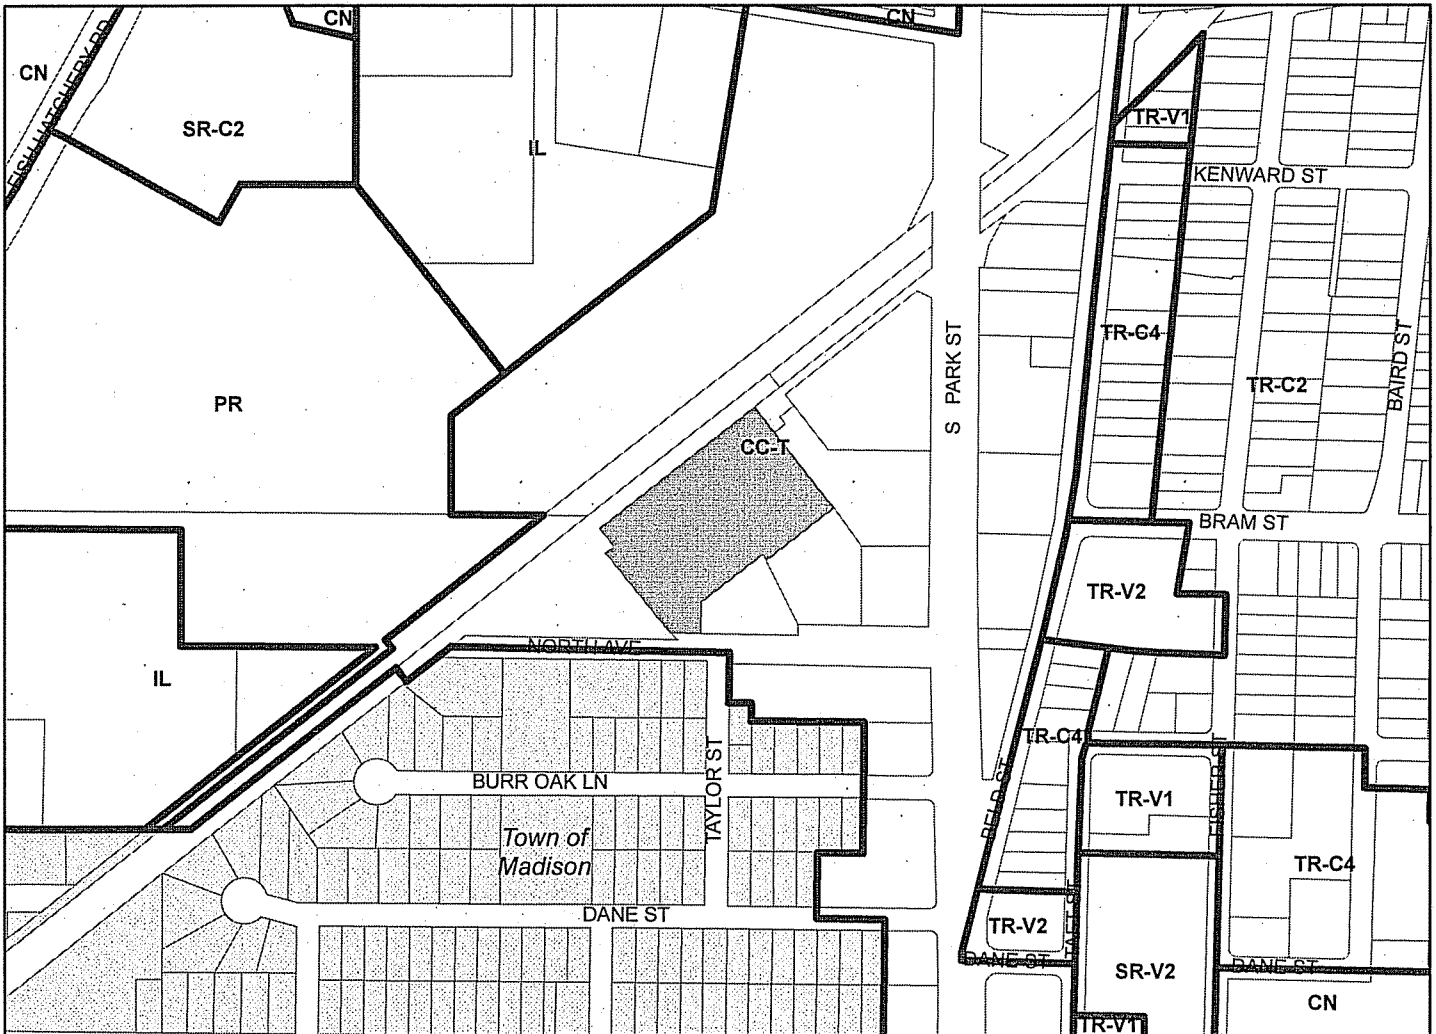 CN
CN
CN
FISH HATCHERY RD
SR-C2
IL
TR-V1
KENWARD ST
TR-C4
S PARK ST
TR-C2
BAIRD ST
PR
CC-T
BRAM ST
TR-V2
NORTH AVE
IL
TR-C4
TAYLOR ST
BURR OAK LN
FISHER ST
TR-V1
Town of
Madison
TR-C4
DANE ST
TR-V2
TAFT ST
DANE ST
SR-V2
DANE ST
CN
TR-V1